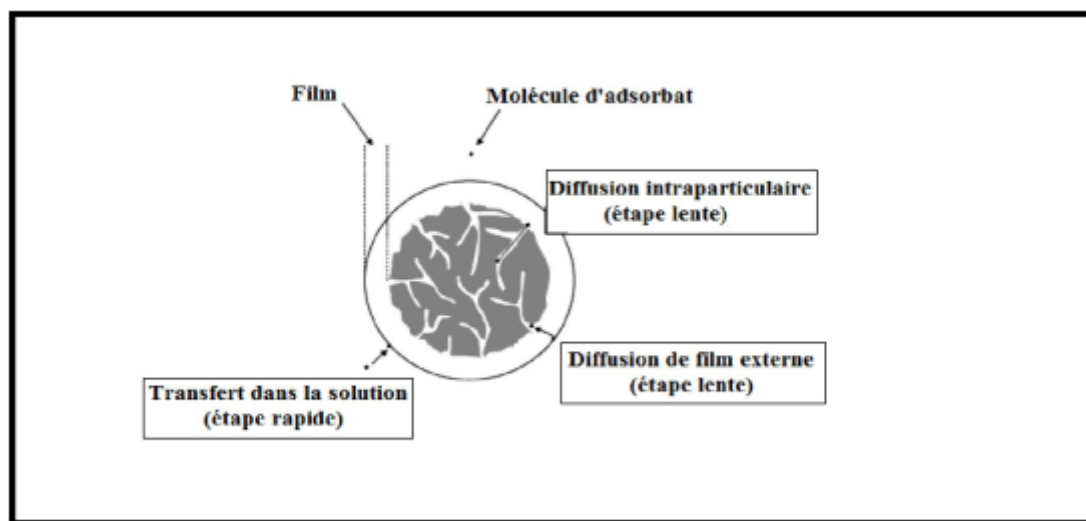 Film
Molécule d'adsorbat
Diffusion intraparticulaire
(étape lente)
Diffusion de film externe
(étape lente)
Transfert dans la solution
(étape rapide)